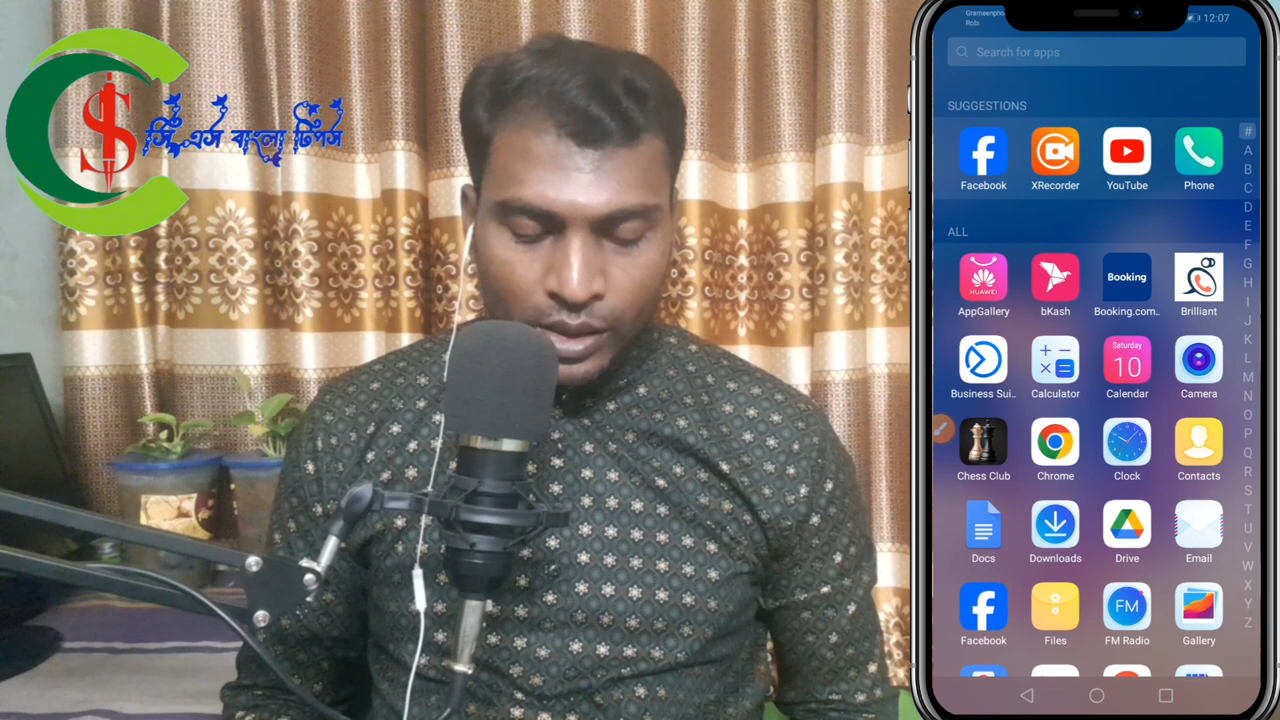 সি এস বাংলা টিপস
Grameenpho
Robi
12:07
Search for apps
SUGGESTIONS
Facebook
XRecorder
YouTube
Phone
ALL
HUAWEI
Booking
AppGallery
bKash
Booking.com..
Brilliant
Saturday
10
Business Sui..
Calculator
Calendar
Camera
Chess Club
Chrome
Clock
Contacts
Docs
Downloads
Drive
Email
FM
Facebook
Files
FM Radio
Gallery
#
A
B
C
D
E
F
G
H
I
J
K
L
M
N
O
P
Q
R
S
T
U
V
W
X
Y
Z